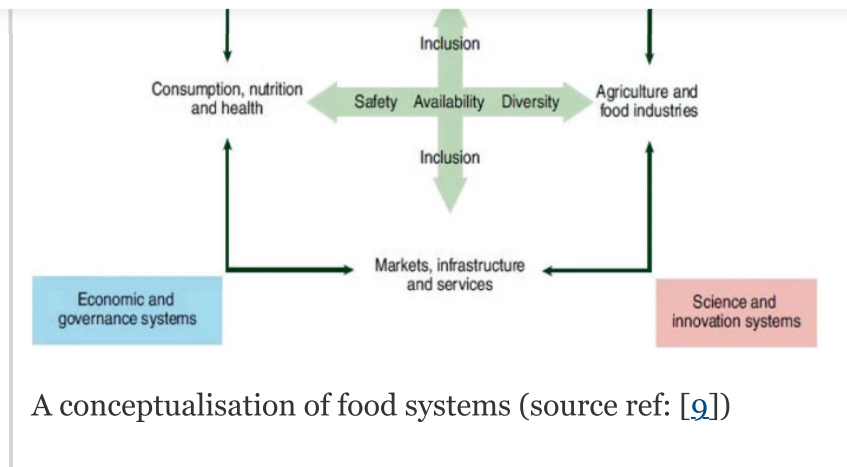 Inclusion
Consumption, nutrition
and health
Safety Availability Diversity
Agriculture and
food industries
Inclusion
Markets, infrastructure
and services
Economic and
governance systems
Science and
innovation systems
A conceptualisation of food systems (source ref: [9])